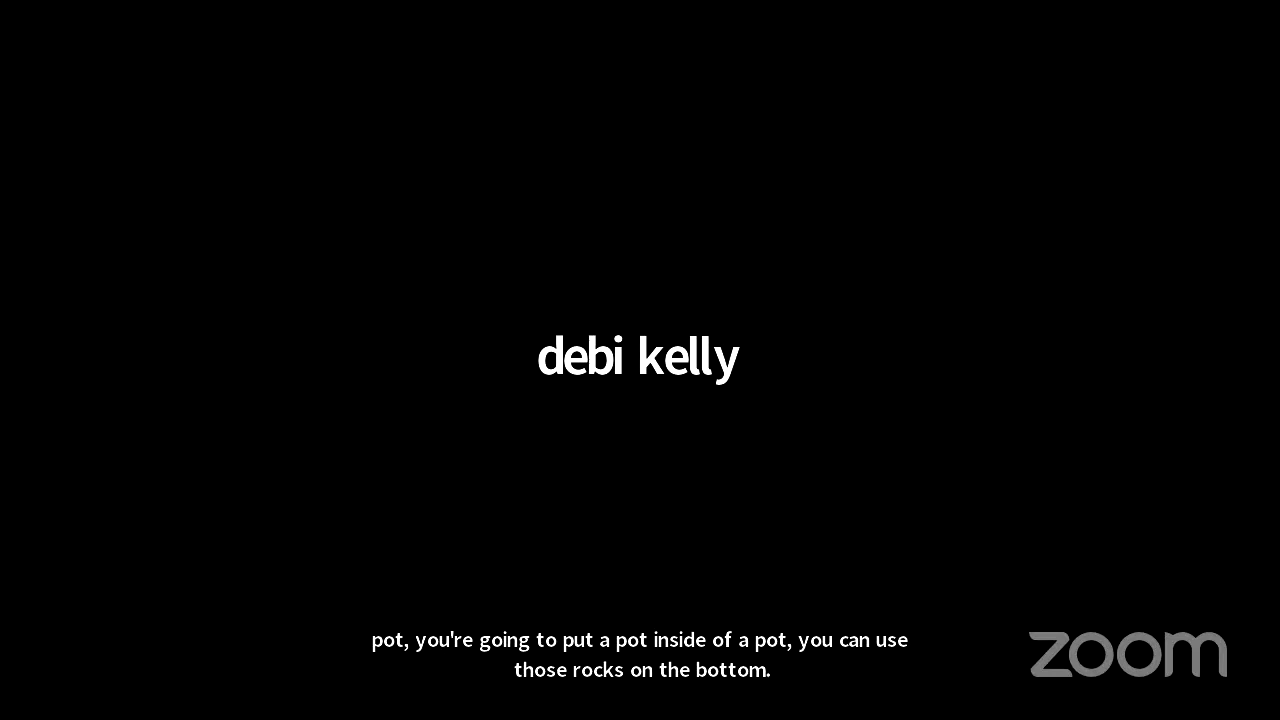 debi kelly
pot, you're going to put a pot inside of a pot, you can use
those rocks on the bottom.
zoom